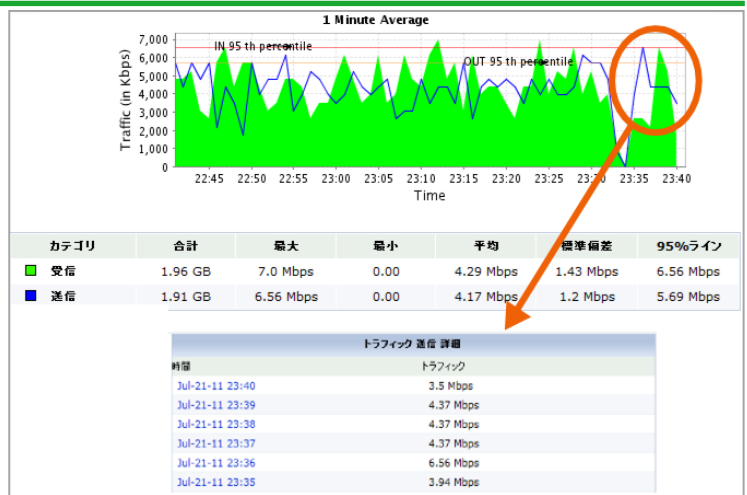 1 Minute Average
7,000
6,000
5,000
4,000
3,000
2,000
1,000
0
Traffic (in Kbps)
IN 95 th percentile
OUT 95 th percentile
22:45 22:50 22:55 23:00 23:05 23:10 23:15 23:20 23:25 23:30 23:35 23:40
Time
カテゴリ 合計 最大 最小 平均 標準偏差 95%ライン
受信 1.96 GB 7.0 Mbps 0.00 4.29 Mbps 1.43 Mbps 6.56 Mbps
送信 1.91 GB 6.56 Mbps 0.00 4.17 Mbps 1.2 Mbps 5.69 Mbps
トラフィック 送信 詳細
時間 トラフィック
Jul-21-11 23:40 3.5 Mbps
Jul-21-11 23:39 4.37 Mbps
Jul-21-11 23:38 4.37 Mbps
Jul-21-11 23:37 4.37 Mbps
Jul-21-11 23:36 6.56 Mbps
Jul-21-11 23:35 3.94 Mbps